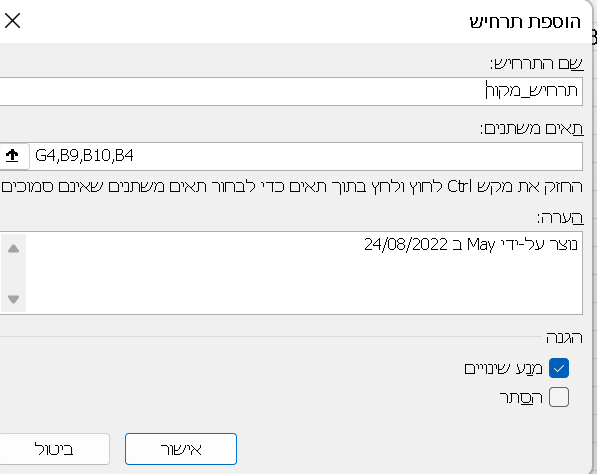 הוספת תרחיש
שם התרחיש:
תרחיש_מקור
תאים משתנים:
G4,B9,B10,B4
החזק את מקש Ctrl לחוץ ולחץ בתוך תאים כדי לבחור תאים משתנים שאינם סמוכים
הערה:
נוצר על-ידי May ב 24/08/2022
הגנה
מנע שינויים
הסתר
אישור
ביטול